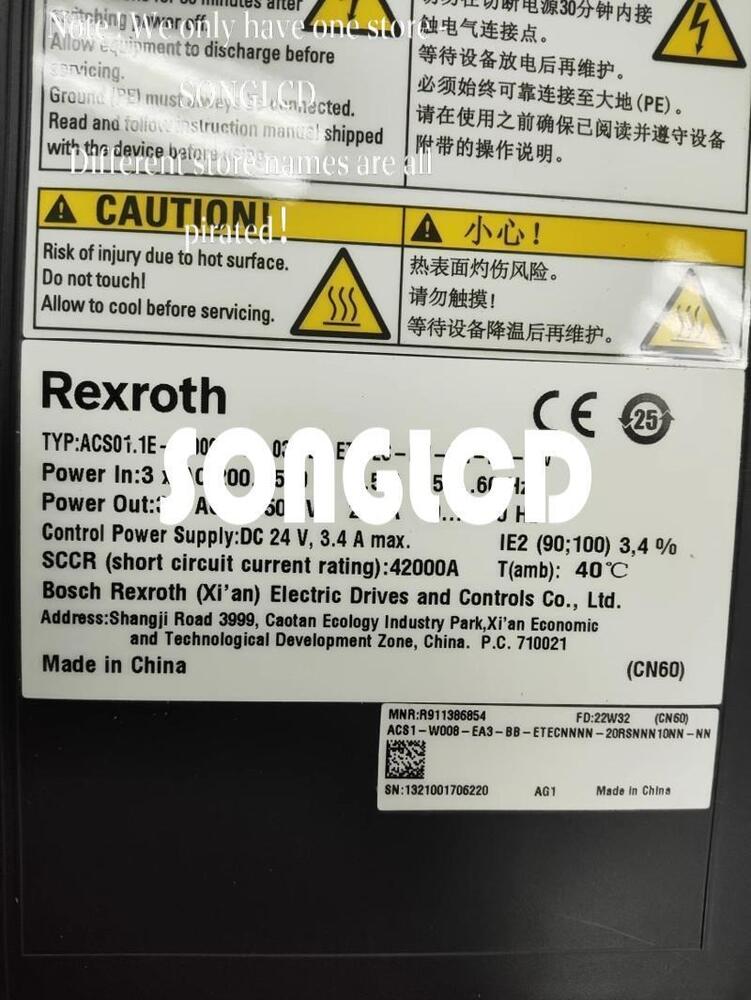 Note: We only have one store -
SONGLCD
Different store names are all
pirated!
switching power off.
Allow equipment to discharge before
servicing.
Ground (PE) must always be connected.
Read and follow instruction manual shipped
with the device before
切断电源30分钟内接
触电气连接点。
等待设备放电后再维护。
必须始终可靠连接至大地(PE)。
请在使用之前确保已阅读并遵守设备
附带的操作说明。
CAUTION!
Risk of injury due to hot surface.
Do not touch!
Allow to cool before servicing.
小心!
热表面灼伤风险。
请勿触摸!
等待设备降温后再维护。
Rexroth
CE 25
TYP:ACS01.1E-
SONGLCD
Power In:3
Power Out:
Control Power Supply:DC 24 V, 3.4 A max.
IE2 (90;100) 3,4 %
SCCR (short circuit current rating):42000A
T(amb): 40℃
Bosch Rexroth (Xi'an) Electric Drives and Controls Co., Ltd.
Address:Shangji Road 3999, Caotan Ecology Industry Park,Xi'an Economic
and Technological Development Zone, China. P.C. 710021
Made in China
(CN60)
MNR:R911386854 FD:22W32 (CN60)
ACS1-W008-EA3-BB-ETECNNNN-20RSNNN10NN-NN
SN:1321001706220 AG1 Made in China